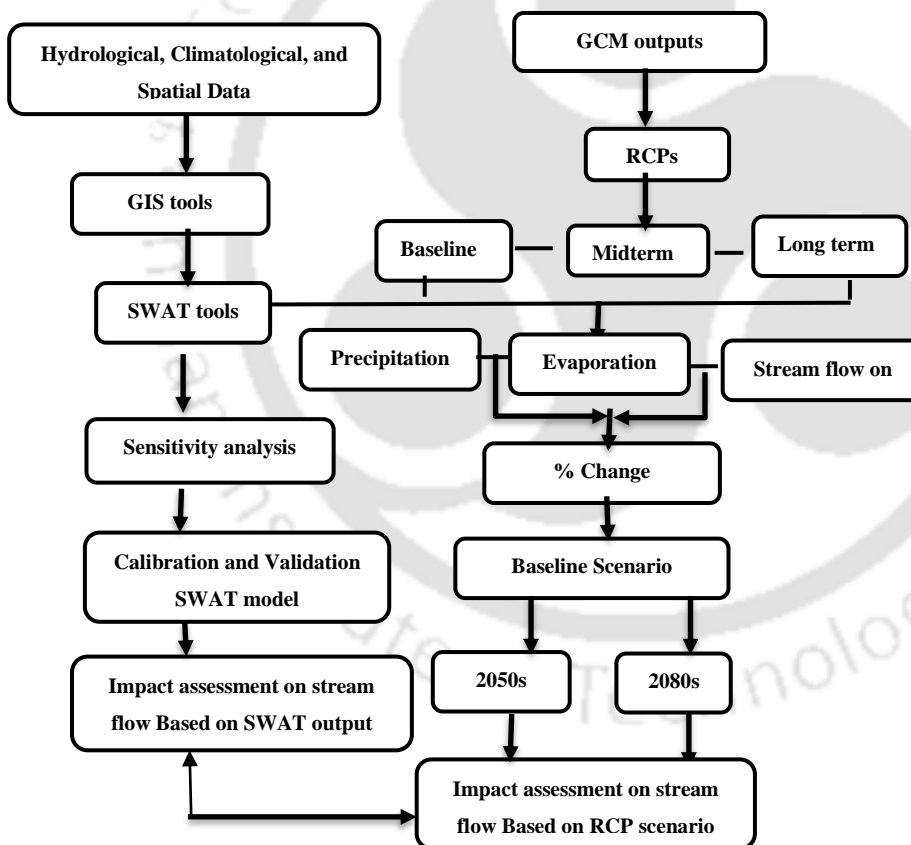 Hydrological, Climatological, and
Spatial Data
GCM outputs
RCPs
GIS tools
Baseline
Midterm
Long term
SWAT tools
Precipitation
Evaporation
Stream flow on
Sensitivity analysis
% Change
Calibration and Validation
SWAT model
Baseline Scenario
Impact assessment on stream
flow Based on SWAT output
2050s
2080s
Impact assessment on stream
flow Based on RCP scenario